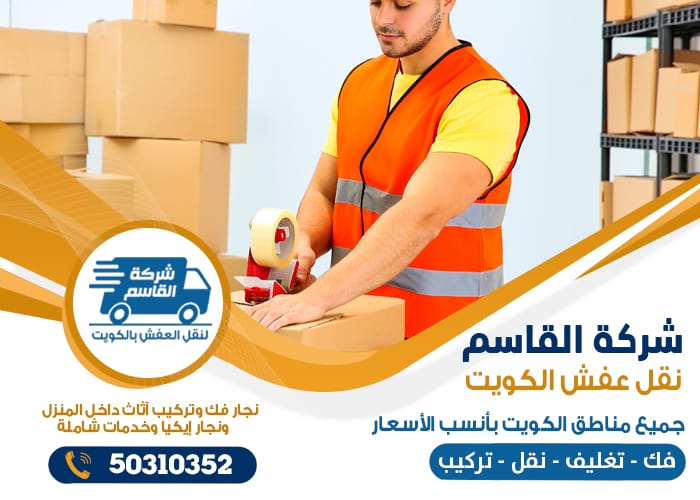 شركة
القاسم
لنقل العفش بالكويت
شركة القاسم
نقل عفش الكويت
جميع مناطق الكويت بأنسب الأسعار
فك - تغليف - نقل - تركيب
نجار فك وتركيب آثاث داخل المنزل
ونجار إيكيا وخدمات شاملة
50310352